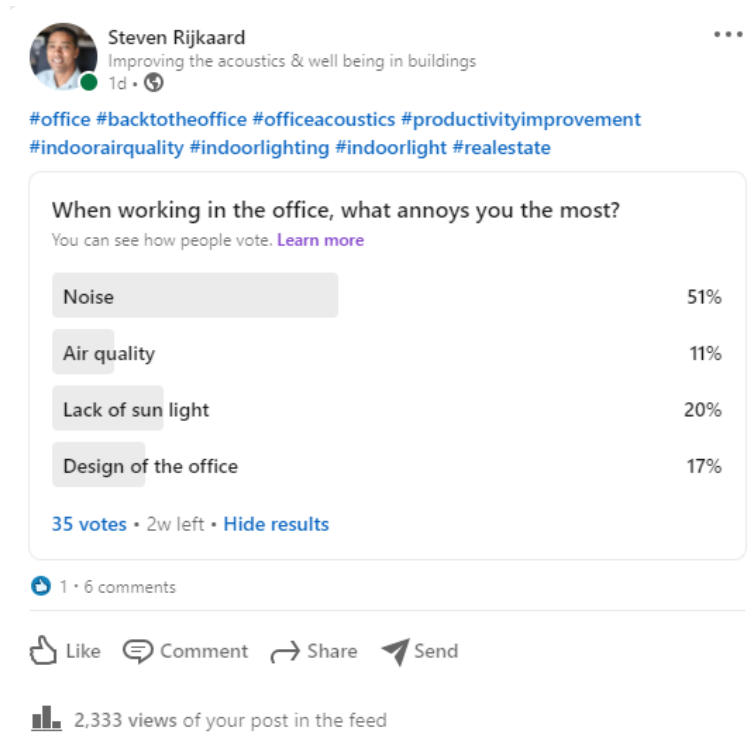 Steven Rijkaard
Improving the acoustics & well being in buildings
1d •
#office #backtotheoffice #officeacoustics #productivityimprovement
#indoorairquality #indoorlighting #indoorlight #realestate
When working in the office, what annoys you the most?
You can see how people vote. Learn more
Noise 51%
Air quality 11%
Lack of sun light 20%
Design of the office 17%
35 votes • 2w left • Hide results
1 • 6 comments
Like Comment Share Send
2,333 views of your post in the feed